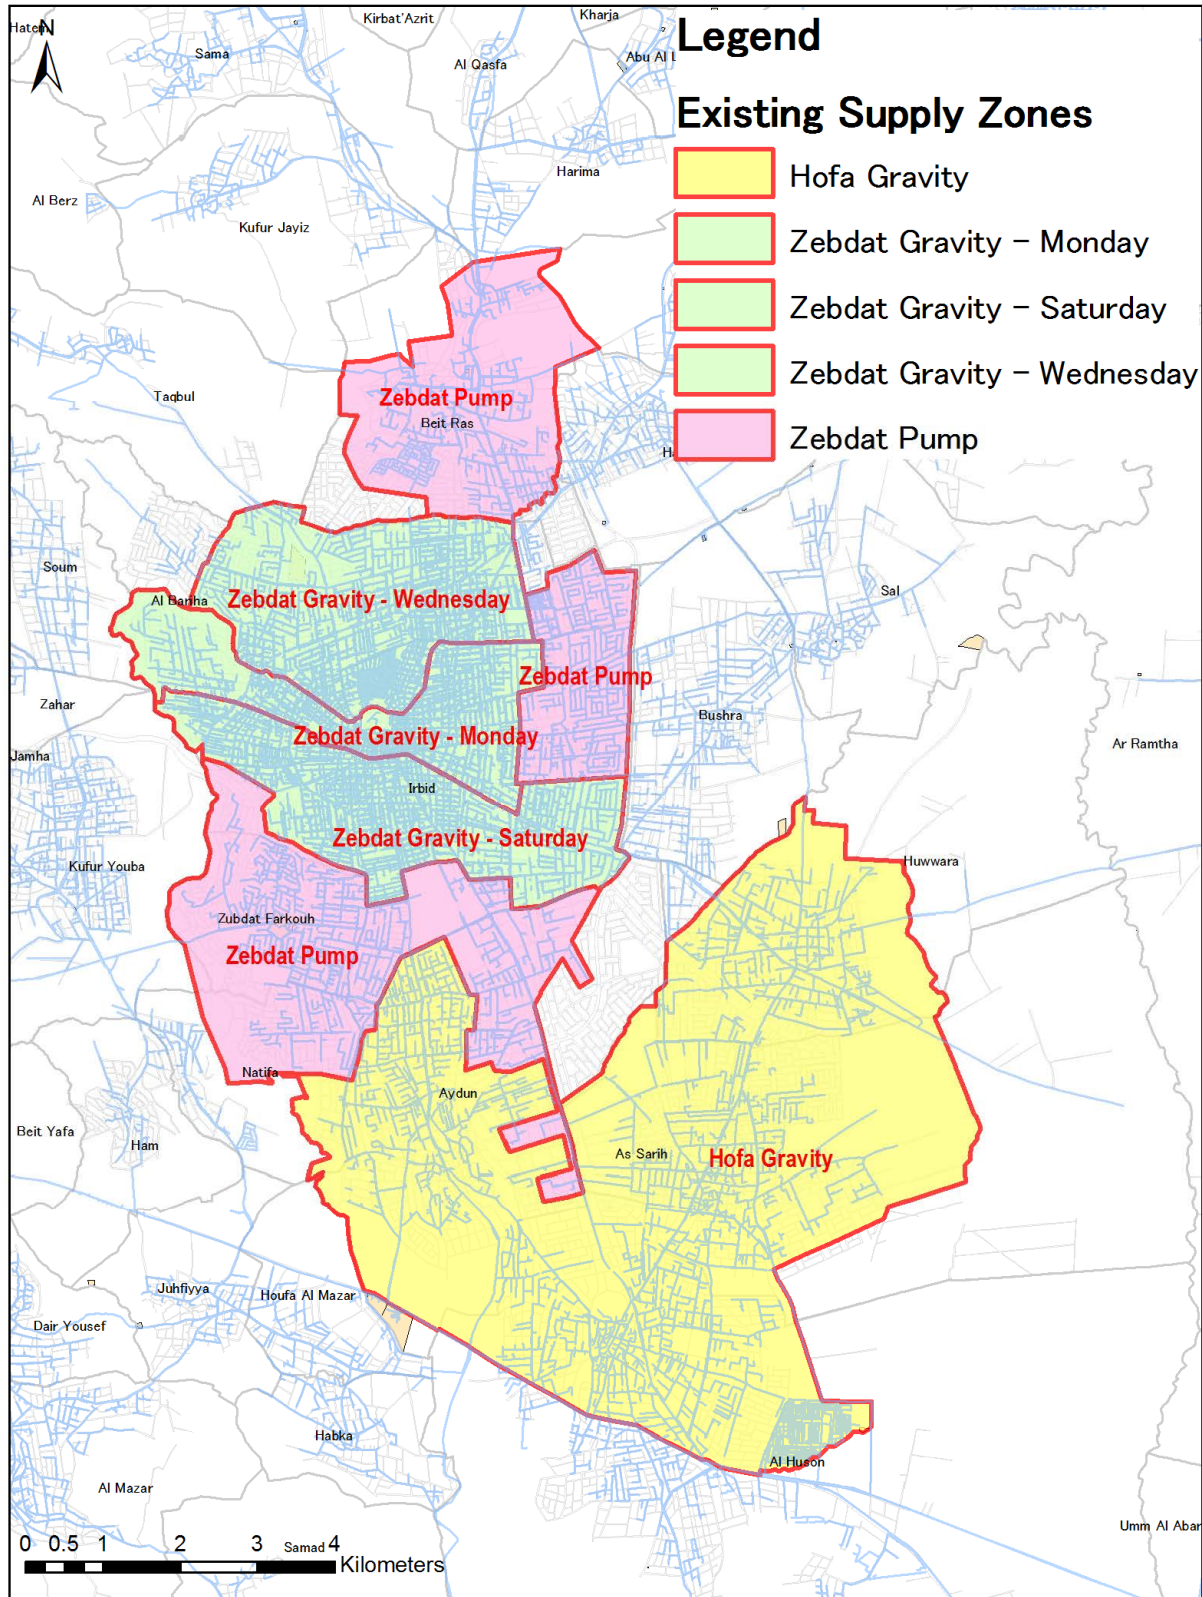 Legend
Existing Supply Zones
Hofa Gravity
Zebdat Gravity - Monday
Zebdat Gravity - Saturday
Zebdat Gravity - Wednesday
Zebdat Pump
N
Kirbat'Azrit
Kharja
Sama
Al Qasfa
Abu Al
Harima
Al Berz
Kufur Jayiz
Taqbul
Zebdat Pump
Beit Ras
Soum
Al Bariha
Zebdat Gravity - Wednesday
Sal
Zebdat Pump
Zahar
Bushra
Zebdat Gravity - Monday
Ar Ramtha
Jamha
Irbid
Zebdat Gravity - Saturday
Kufur Youba
Huwwara
Zubdat Farkouh
Zebdat Pump
Natifa
Aydun
Beit Yafa
Ham
As Sarih
Hofa Gravity
Juhfiyya
Houfa Al Mazar
Dair Yousef
Habka
Al Huson
Al Mazar
Umm Al Abar
0 0.5 1 2 3 Samad 4
Kilometers